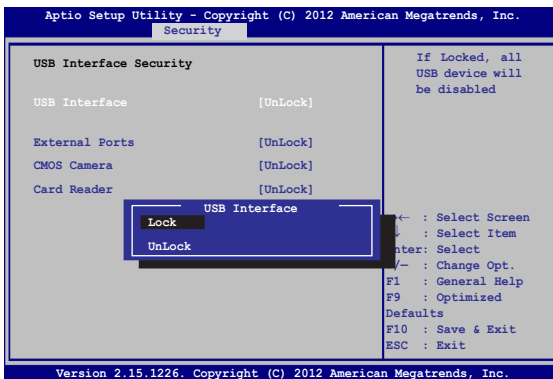 Aptio Setup Utility - Copyright (C) 2012 American Megatrends, Inc.
Security
USB Interface Security
USB Interface [UnLock]
External Ports [UnLock]
CMOS Camera [UnLock]
Card Reader [UnLock]
USB Interface
Lock
UnLock
If Locked, all
USB device will
be disabled
→← : Select Screen
↓ : Select Item
nter: Select
/— : Change Opt.
F1 : General Help
F9 : Optimized
Defaults
F10 : Save & Exit
ESC : Exit
Version 2.15.1226. Copyright (C) 2012 American Megatrends, Inc.